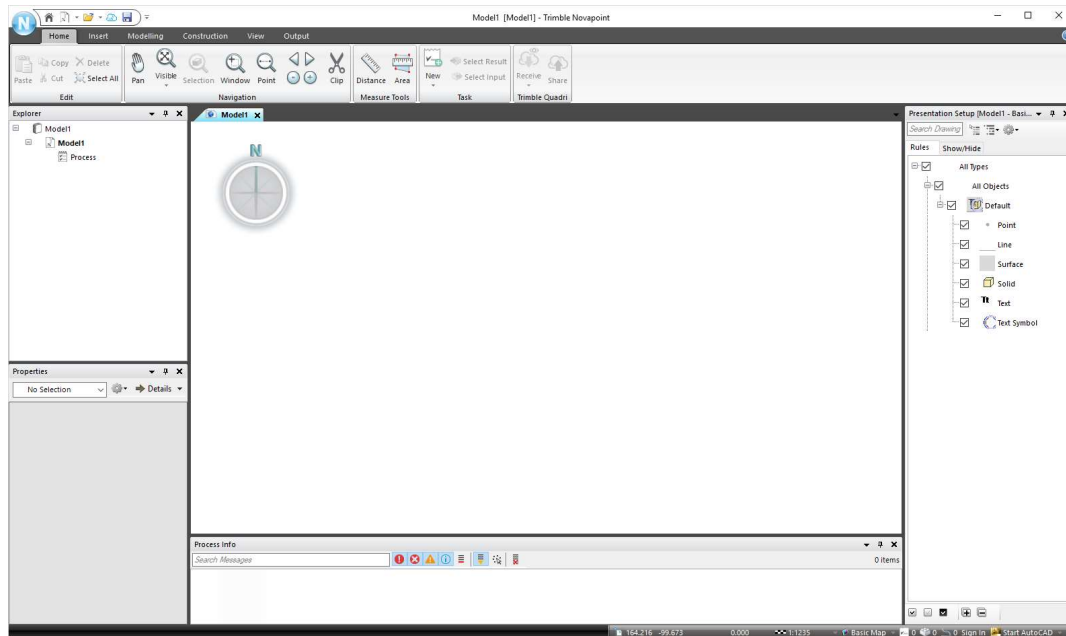 Model1 [Model1] - Trimble Novapoint
Home Insert Modelling Construction View Output
Paste Copy Cut Delete Select All
Edit
Pan Visible Selection Window Point Clip
Navigation
Distance Area
Measure Tools
New Select Result Select Input
Task
Receive Share
Trimble Quadri
Explorer
Model1
Model1
Process
Properties
No Selection Details
Model1
N
Process Info
Search Messages 0 items
Presentation Setup [Model1 - Basi...
Search Drawing
Rules Show/Hide
All Types
All Objects
Default
Point
Line
Surface
Solid
Tt Text
Text Symbol
164.216 -99.673 0.000 1:1235 Basic Map 0 0 0 Sign In Start AutoCAD